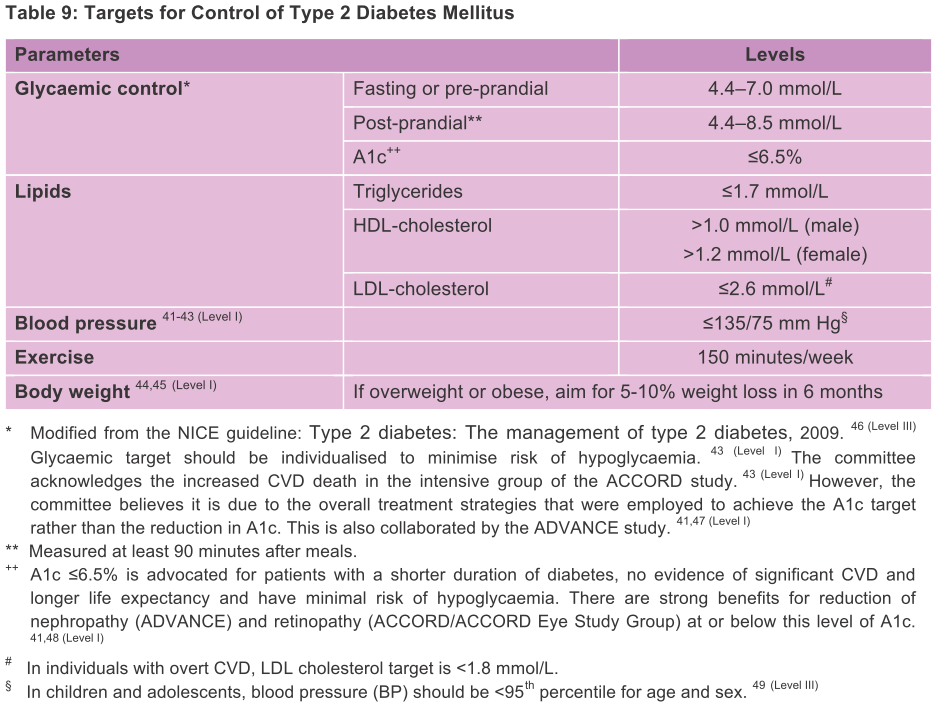 Table 9: Targets for Control of Type 2 Diabetes Mellitus
Parameters Levels
Glycaemic control* Fasting or pre-prandial 4.4–7.0 mmol/L
Post-prandial** 4.4–8.5 mmol/L
A1c++ ≤6.5%
Lipids Triglycerides ≤1.7 mmol/L
HDL-cholesterol >1.0 mmol/L (male)
>1.2 mmol/L (female)
LDL-cholesterol ≤2.6 mmol/L#
Blood pressure 41-43 (Level I) ≤135/75 mm Hg§
Exercise 150 minutes/week
Body weight 44,45 (Level I) If overweight or obese, aim for 5-10% weight loss in 6 months
* Modified from the NICE guideline: Type 2 diabetes: The management of type 2 diabetes, 2009. 46 (Level III)
Glycaemic target should be individualised to minimise risk of hypoglycaemia. 43 (Level I) The committee
acknowledges the increased CVD death in the intensive group of the ACCORD study. 43 (Level I) However, the
committee believes it is due to the overall treatment strategies that were employed to achieve the A1c target
rather than the reduction in A1c. This is also collaborated by the ADVANCE study. 41,47 (Level I)
** Measured at least 90 minutes after meals.
++ A1c ≤6.5% is advocated for patients with a shorter duration of diabetes, no evidence of significant CVD and
longer life expectancy and have minimal risk of hypoglycaemia. There are strong benefits for reduction of
nephropathy (ADVANCE) and retinopathy (ACCORD/ACCORD Eye Study Group) at or below this level of A1c.
41,48 (Level I)
# In individuals with overt CVD, LDL cholesterol target is <1.8 mmol/L.
§ In children and adolescents, blood pressure (BP) should be <95th percentile for age and sex. 49 (Level III)